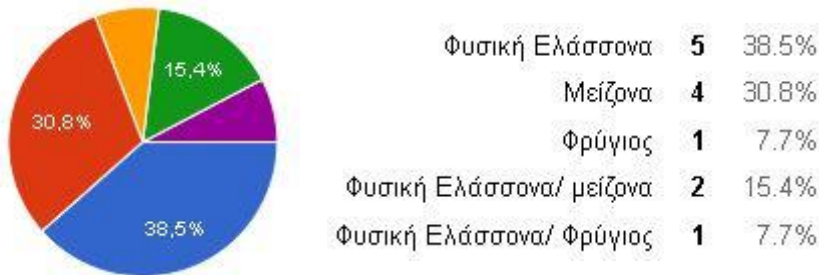 15,4%
30,8%
38,5%
Φυσική Ελάσσονα 5 38.5%
Μείζονα 4 30.8%
Φρύγιος 1 7.7%
Φυσική Ελάσσονα/ μείζονα 2 15.4%
Φυσική Ελάσσονα/ Φρύγιος 1 7.7%